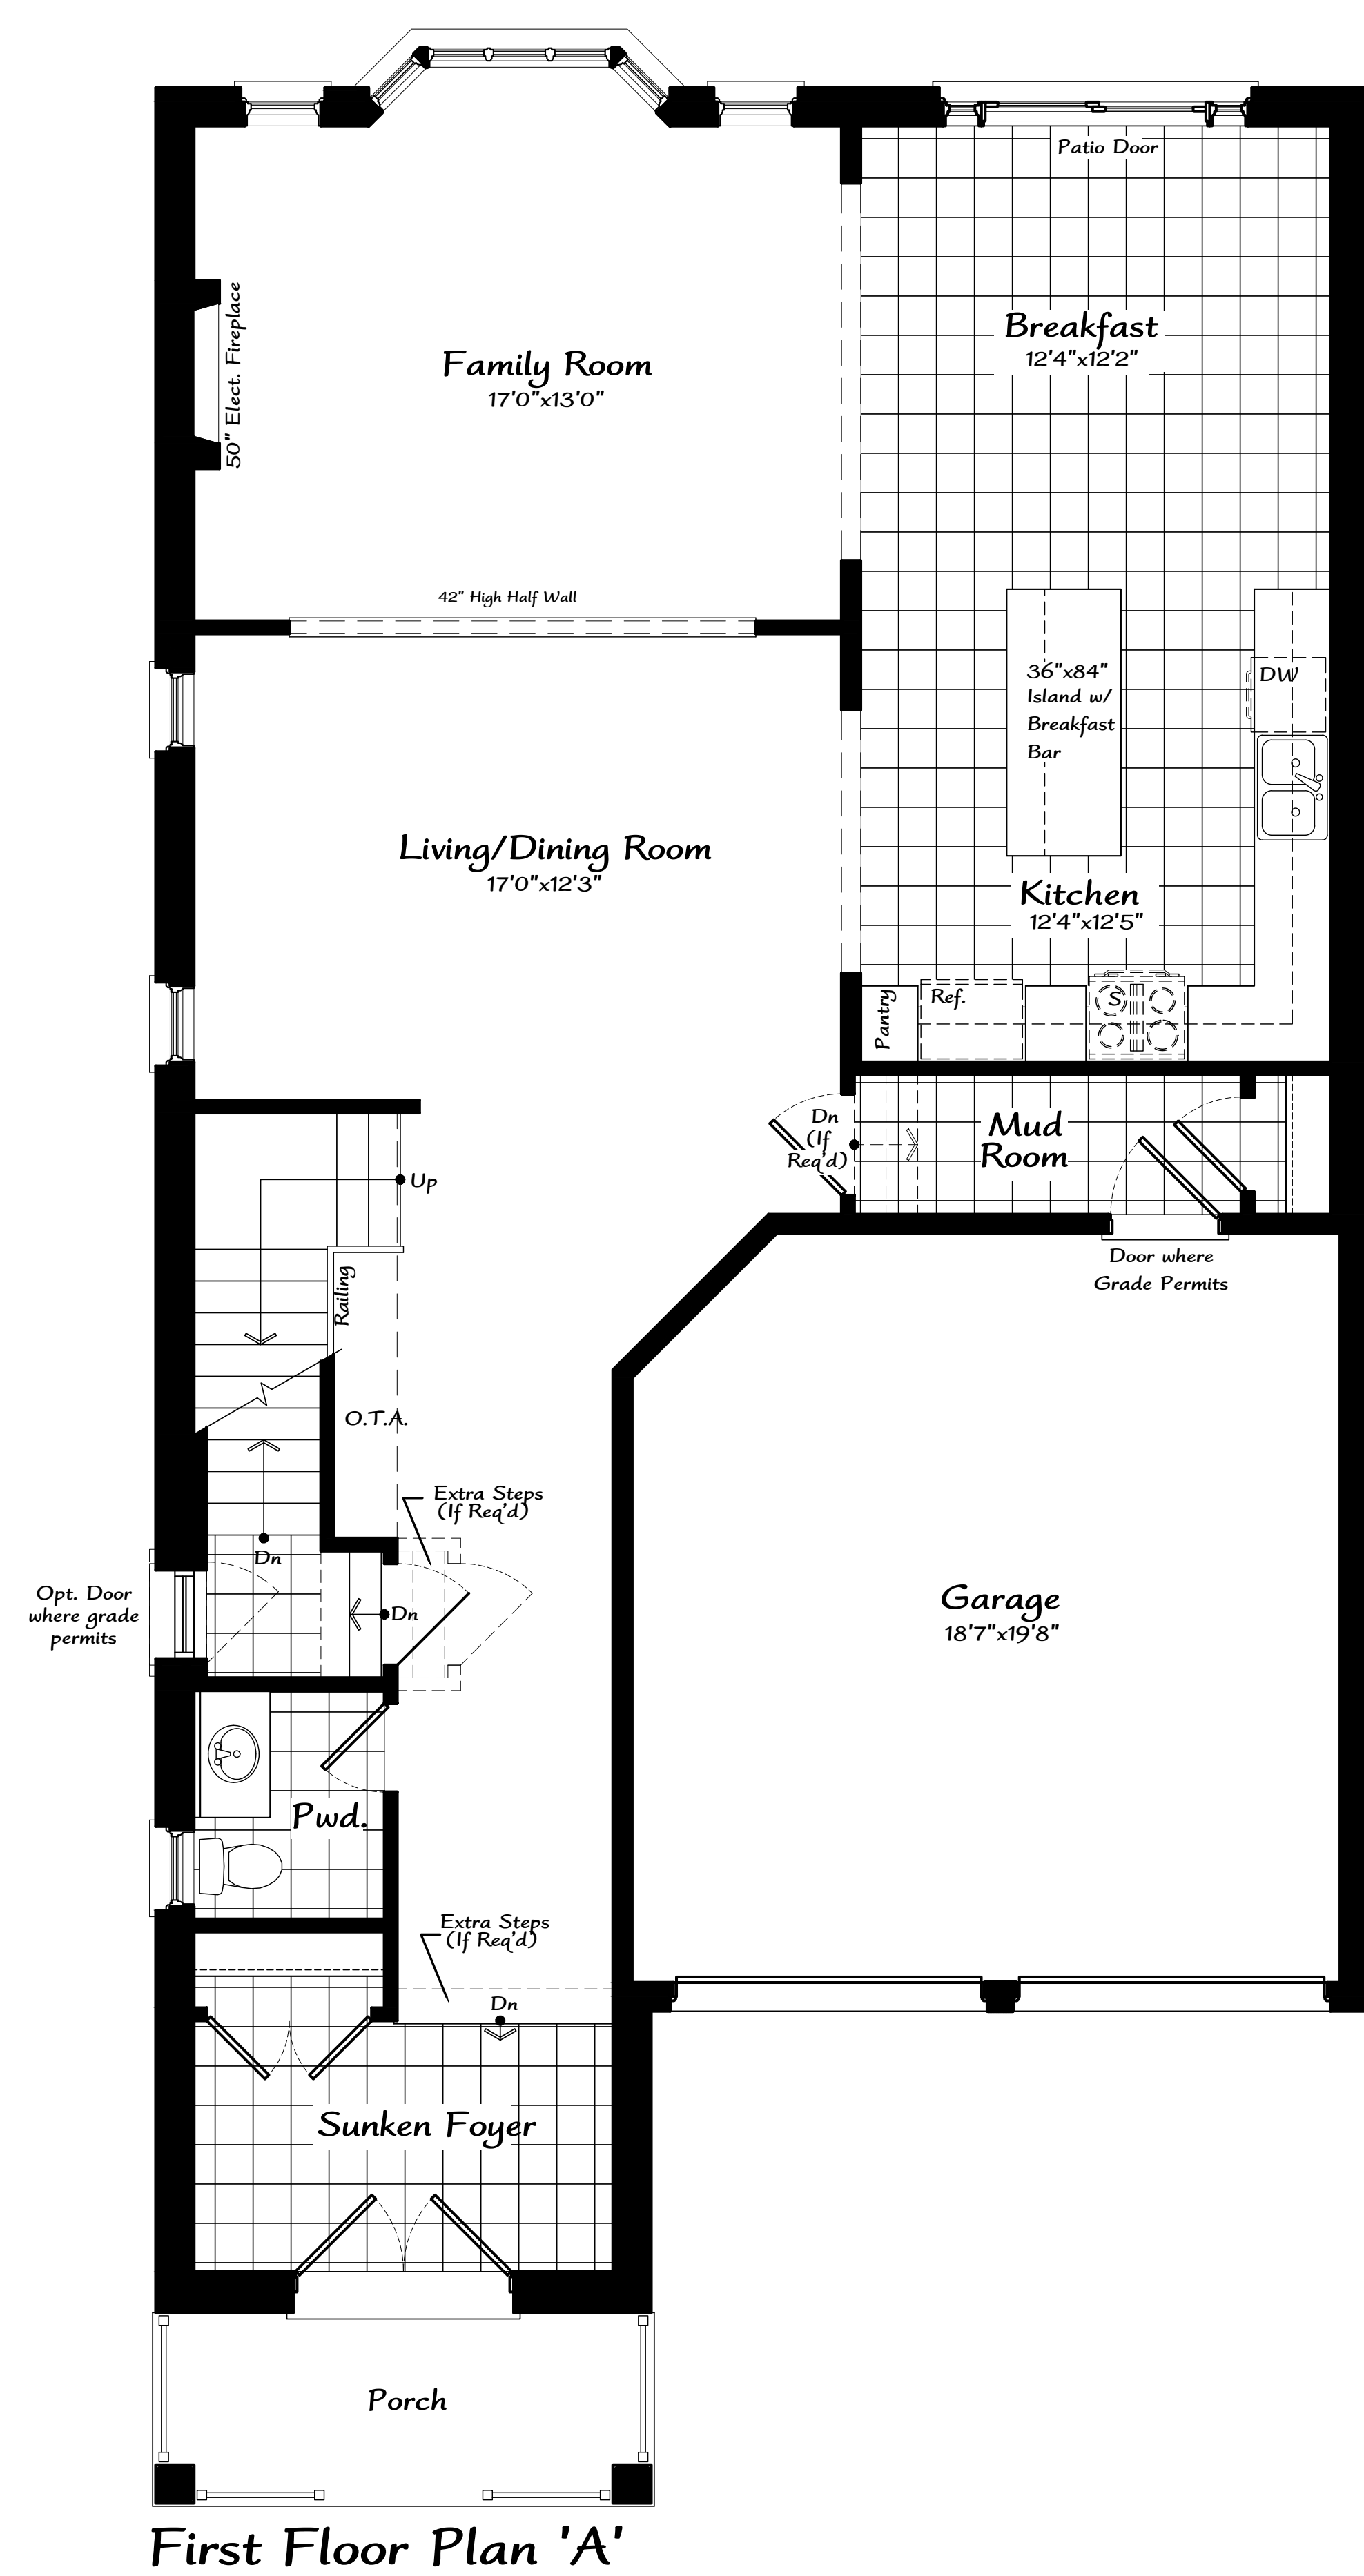 Patio Door
Breakfast
12'4"x12'2"
Family Room
17'0"x13'0"
50" Elect. Fireplace
42" High Half Wall
36"x84"
Island w/
Breakfast
Bar
DW
Living/Dining Room
17'0"x12'3"
Kitchen
12'4"x12'5"
Pantry
Ref.
S
Dn
(If
Req'd)
Mud
Room
Up
Door where
Grade Permits
Railing
O.T.A.
Extra Steps
(If Req'd)
Dn
Opt. Door
where grade
permits
Dn
Garage
18'7"x19'8"
Pwd.
Extra Steps
(If Req'd)
Dn
Sunken Foyer
Porch
First Floor Plan 'A'